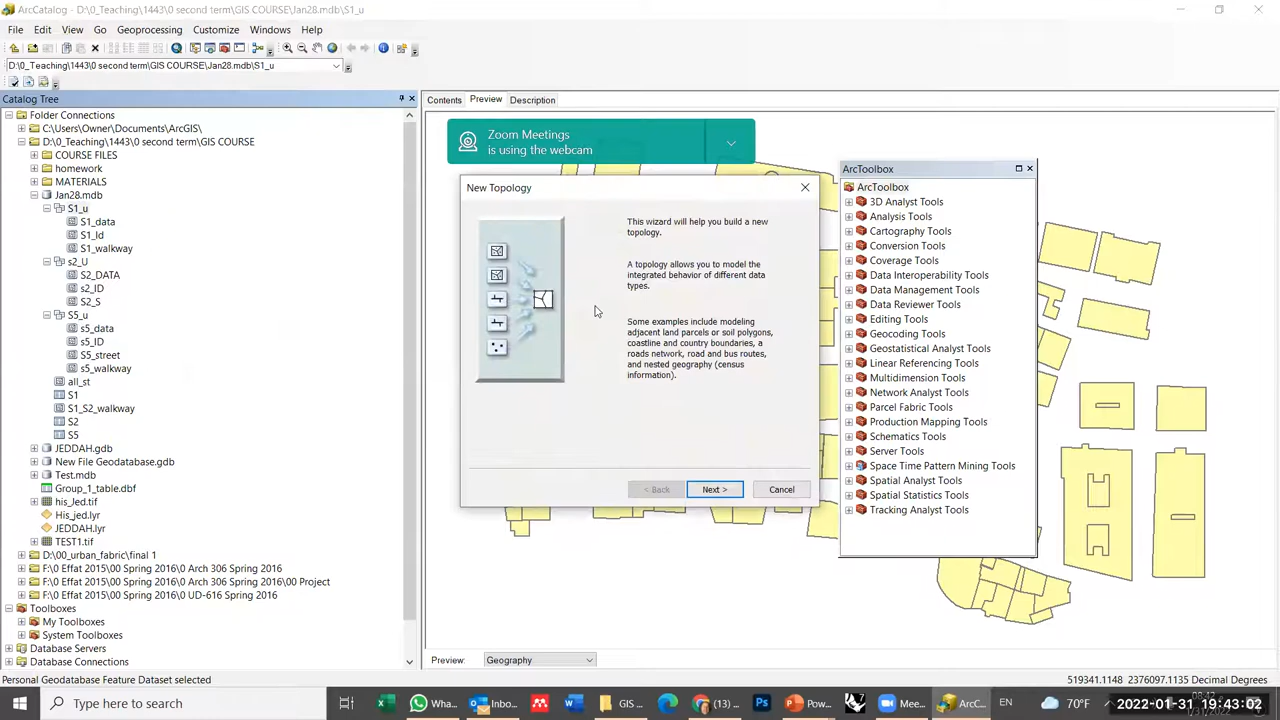 ArcCatalog - D:\0_Teaching\1443\0 second term\GIS COURSE\Jan28.mdb\S1_u
File Edit View Go Geoprocessing Customize Windows Help
D:\0_Teaching\1443\0 second term\GIS COURSE\Jan28.mdb\S1_u
Catalog Tree
Folder Connections
C:\Users\Owner\Documents\ArcGIS\
D:\0_Teaching\1443\0 second term\GIS COURSE
COURSE FILES
homework
MATERIALS
Jan28.mdb
S1_u
S1_data
S1_Id
S1_walkway
s2_U
S2_DATA
s2_ID
S2_S
S5_u
s5_data
s5_ID
S5_street
s5_walkway
all_st
S1
S1_S2_walkway
S2
S5
JEDDAH.gdb
New File Geodatabase.gdb
Test.mdb
Group_1_table.dbf
his_Jed.tif
His_jed.lyr
JEDDAH.lyr
TEST1.tif
D:\00_urban_fabric\final 1
F:\0 Effat 2015\00 Spring 2016\0 Arch 306 Spring 2016
F:\0 Effat 2015\00 Spring 2016\0 Arch 306 Spring 2016\00 Project
F:\0 Effat 2015\00 Spring 2016\0 UD-616 Spring 2016
Toolboxes
My Toolboxes
System Toolboxes
Database Servers
Database Connections
Contents Preview Description
Zoom Meetings
is using the webcam
New Topology
This wizard will help you build a new
topology.
A topology allows you to model the
integrated behavior of different data
types.
Some examples include modeling
adjacent land parcels or soil polygons,
coastline and country boundaries, a
roads network, road and bus routes,
and nested geography (census
information).
< Back Next > Cancel
ArcToolbox
ArcToolbox
3D Analyst Tools
Analysis Tools
Cartography Tools
Conversion Tools
Coverage Tools
Data Interoperability Tools
Data Management Tools
Data Reviewer Tools
Editing Tools
Geocoding Tools
Geostatistical Analyst Tools
Linear Referencing Tools
Multidimension Tools
Network Analyst Tools
Parcel Fabric Tools
Production Mapping Tools
Schematics Tools
Server Tools
Space Time Pattern Mining Tools
Spatial Analyst Tools
Spatial Statistics Tools
Tracking Analyst Tools
Preview: Geography
Personal Geodatabase Feature Dataset selected
519341.1148 2376097.1135 Decimal Degrees
Type here to search
Wha...
Inbo...
GIS ...
(13) ...
Pow...
Mee...
ArcC...
EN
70°F
2022-01-31 19:43:02